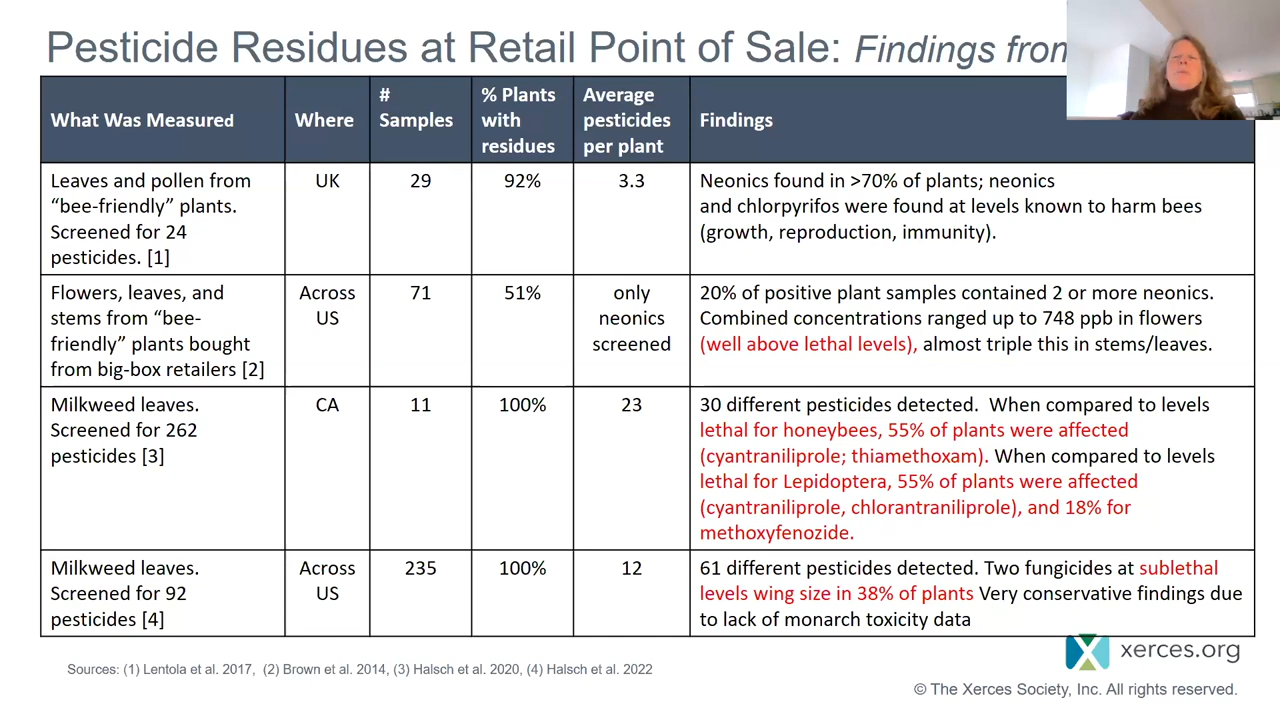 Pesticide Residues at Retail Point of Sale: Findings from
What Was Measured
Where
#
Samples
% Plants
with
residues
Average
pesticides
per plant
Findings
Leaves and pollen from
“bee-friendly” plants.
Screened for 24
pesticides. [1]
UK
29
92%
3.3
Neonics found in >70% of plants; neonics
and chlorpyrifos were found at levels known to harm bees
(growth, reproduction, immunity).
Flowers, leaves, and
stems from “bee-
friendly” plants bought
from big-box retailers [2]
Across
US
71
51%
only
neonics
screened
20% of positive plant samples contained 2 or more neonics.
Combined concentrations ranged up to 748 ppb in flowers
(well above lethal levels), almost triple this in stems/leaves.
Milkweed leaves.
Screened for 262
pesticides [3]
CA
11
100%
23
30 different pesticides detected.  When compared to levels
lethal for honeybees, 55% of plants were affected
(cyantraniliprole; thiamethoxam). When compared to levels
lethal for Lepidoptera, 55% of plants were affected
(cyantraniliprole, chlorantraniliprole), and 18% for
methoxyfenozide.
Milkweed leaves.
Screened for 92
pesticides [4]
Across
US
235
100%
12
61 different pesticides detected. Two fungicides at sublethal
levels wing size in 38% of plants Very conservative findings due
to lack of monarch toxicity data
Sources: (1) Lentola et al. 2017,  (2) Brown et al. 2014, (3) Halsch et al. 2020, (4) Halsch et al. 2022
xerces.org
© The Xerces Society, Inc. All rights reserved.